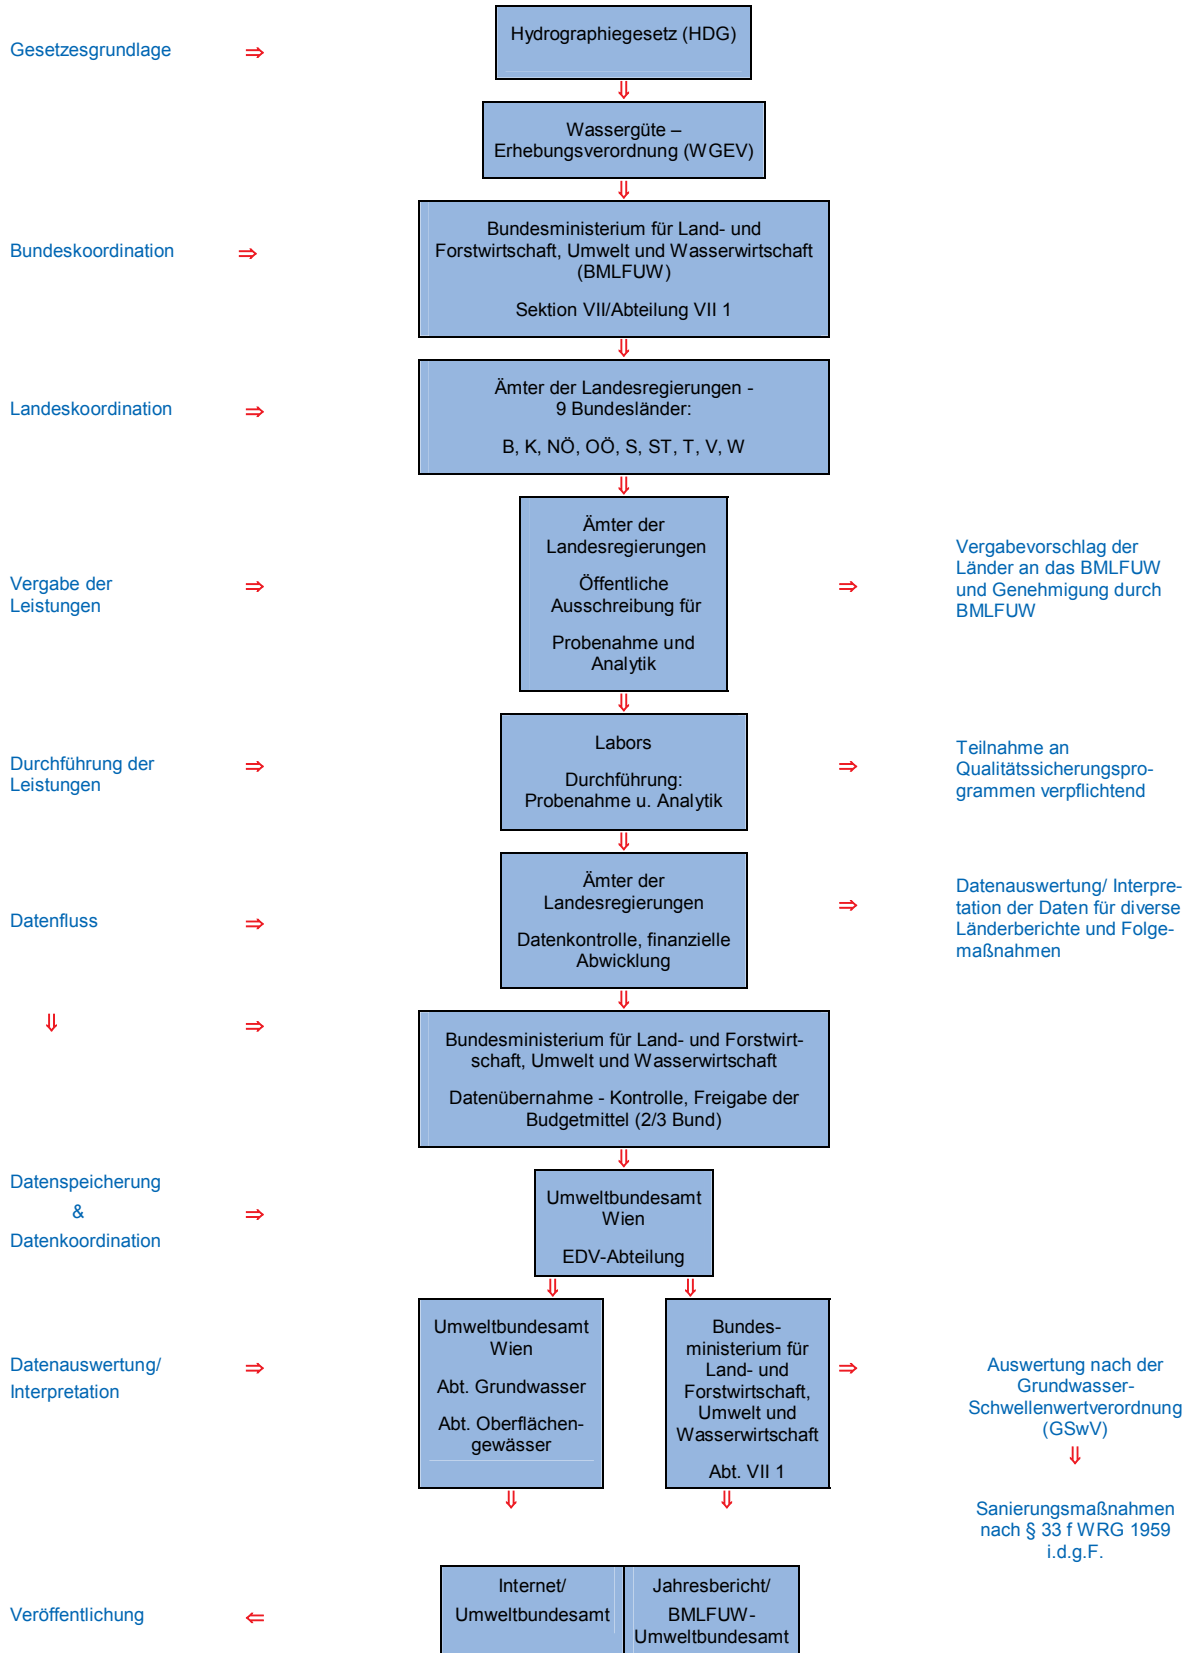 Gesetzesgrundlage
⇒
Hydrographiegesetz (HDG)
⇓
Wassergüte –
Erhebungsverordnung (WGEV)
⇓
Bundeskoordination
⇒
Bundesministerium für Land- und
Forstwirtschaft, Umwelt und Wasserwirtschaft
(BMLFUW)
Sektion VII/Abteilung VII 1
⇓
Landeskoordination
⇒
Ämter der Landesregierungen -
9 Bundesländer:
B, K, NÖ, OÖ, S, ST, T, V, W
⇓
Vergabe der
Leistungen
⇒
Ämter der
Landesregierungen
Öffentliche
Ausschreibung für
Probenahme und
Analytik
⇒
Vergabevorschlag der
Länder an das BMLFUW
und Genehmigung durch
BMLFUW
⇓
Durchführung der
Leistungen
⇒
Labors
Durchführung:
Probenahme u. Analytik
⇒
Teilnahme an
Qualitätssicherungspro-
grammen verpflichtend
⇓
Datenfluss
⇒
Ämter der
Landesregierungen
Datenkontrolle, finanzielle
Abwicklung
⇒
Datenauswertung/ Interpre-
tation der Daten für diverse
Länderberichte und Folge-
maßnahmen
⇓
⇓
⇒
Bundesministerium für Land- und Forstwirt-
schaft, Umwelt und Wasserwirtschaft
Datenübernahme - Kontrolle, Freigabe der
Budgetmittel (2/3 Bund)
⇓
Datenspeicherung
&
Datenkoordination
⇒
Umweltbundesamt
Wien
EDV-Abteilung
⇓ ⇓
Datenauswertung/
Interpretation
⇒
Umweltbundesamt
Wien
Abt. Grundwasser
Abt. Oberflächen-
gewässer
Bundes-
ministerium für
Land- und
Forstwirtschaft,
Umwelt und
Wasserwirtschaft
Abt. VII 1
⇒
Auswertung nach der
Grundwasser-
Schwellenwertverordnung
(GSwV)
⇓
Sanierungsmaßnahmen
nach § 33 f WRG 1959
i.d.g.F.
⇓ ⇓
Veröffentlichung
⇐
Internet/
Umweltbundesamt
Jahresbericht/
BMLFUW-
Umweltbundesamt